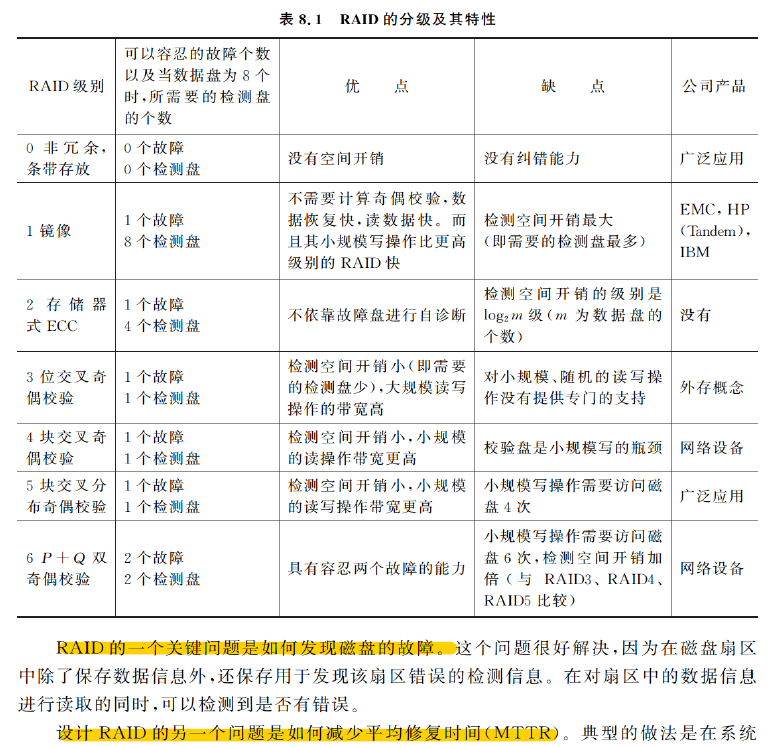 表 8.1 RAID 的分级及其特性
RAID 级别
可以容忍的故障个数
以及当数据盘为 8 个
时,所需要的检测盘
的个数
优 点
缺 点
公司产品
0 非冗余,
条带存放
0 个故障
0 个检测盘
没有空间开销
没有纠错能力
广泛应用
1 镜像
1 个故障
8 个检测盘
不需要计算奇偶校验,数
据恢复快,读数据快。而
且其小规模写操作比更高
级别的 RAID 快
检测空间开销最大
(即需要的检测盘最多)
EMC, HP
(Tandem),
IBM
2 存储器
式 ECC
1 个故障
4 个检测盘
不依靠故障盘进行自诊断
检测空间开销的级别是
log₂m 级(m 为数据盘的
个数)
没有
3 位交叉奇
偶校验
1 个故障
1 个检测盘
检测空间开销小(即需要
的检测盘少),大规模读写
操作的带宽高
对小规模、随机的读写操
作没有提供专门的支持
外存概念
4 块交叉奇
偶校验
1 个故障
1 个检测盘
检测空间开销小,小规模
的读操作带宽更高
校验盘是小规模写的瓶颈
网络设备
5 块交叉分
布奇偶校验
1 个故障
1 个检测盘
检测空间开销小,小规模
的读写操作带宽更高
小规模写操作需要访问磁
盘 4 次
广泛应用
6 P+Q 双
奇偶校验
2 个故障
2 个检测盘
具有容忍两个故障的能力
小规模写操作需要访问磁
盘 6 次,检测空间开销加
倍(与 RAID3、RAID4、
RAID5 比较)
网络设备
RAID 的一个关键问题是如何发现磁盘的故障。这个问题很好解决,因为在磁盘扇区
中除了保存数据信息外,还保存用于发现该扇区错误的检测信息。在对扇区中的数据信息
进行读取的同时,可以检测到是否有错误。
设计 RAID 的另一个问题是如何减少平均修复时间(MTTR)。典型的做法是在系统